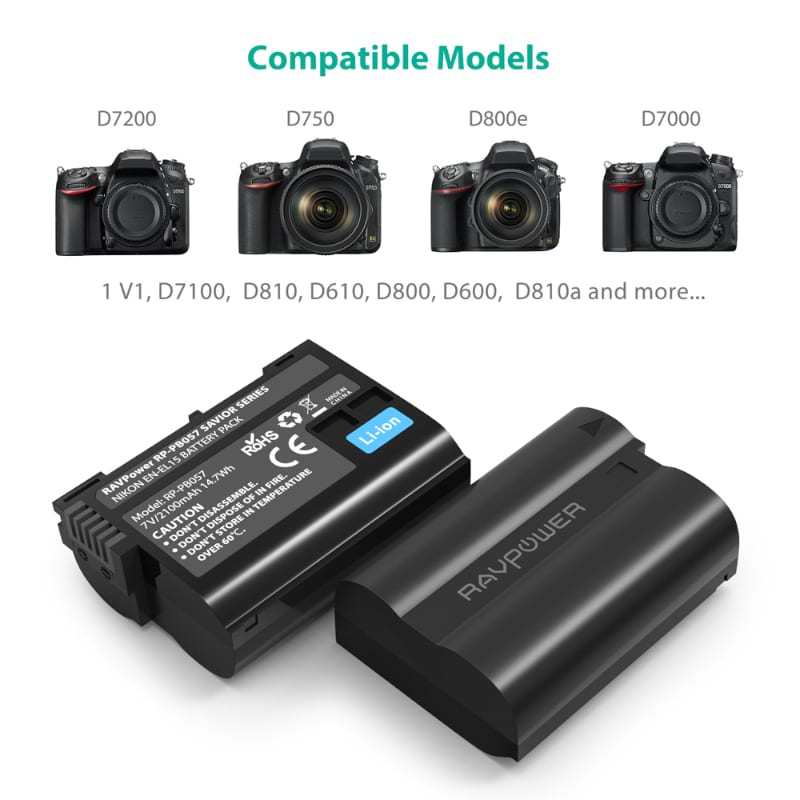 Compatible Models
D7200 D750 D800e D7000
1 V1, D7100, D810, D610, D800, D600, D810a and more...
RAVPower RP-PB057 SAVIOR SERIES
NIKON EN-EL15 BATTERY PACK
Model: RP-PB057
7V/2100mAh 14.7Wh
CAUTION
• DON'T DISASSEMBLE.
• DON'T DISPOSE OF IN FIRE.
• DON'T STORE IN TEMPERATURE
OVER 60°C.
RoHS
CE
MADE IN
CHINA
Li-ion
RAVPOWER